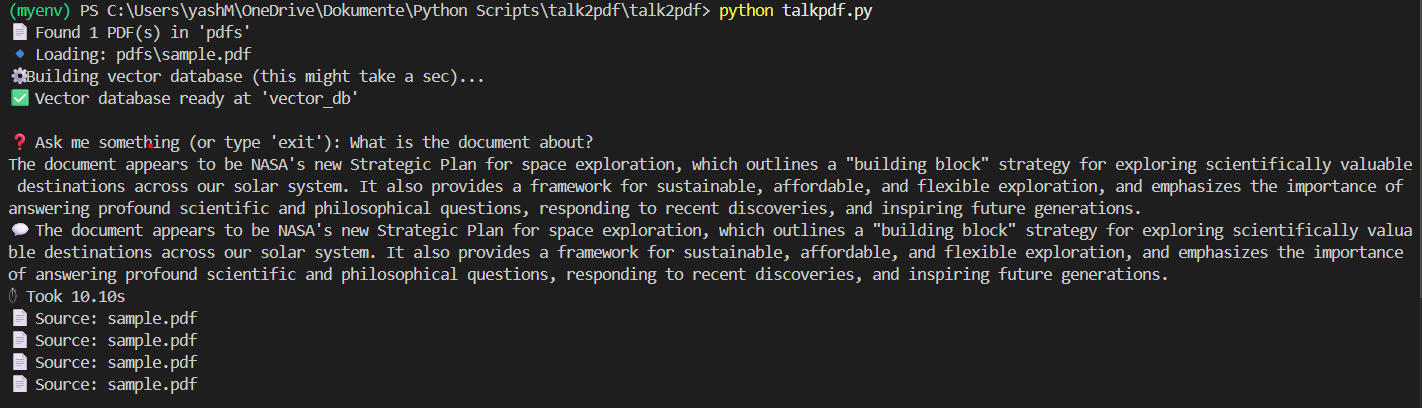 (myenv) PS C:\Users\yashM\OneDrive\Dokumente\Python Scripts\talk2pdf\talk2pdf> python talkpdf.py
📄 Found 1 PDF(s) in 'pdfs'
🔹 Loading: pdfs\sample.pdf
⚙️Building vector database (this might take a sec)...
✅ Vector database ready at 'vector_db'
❓ Ask me something (or type 'exit'): What is the document about?
The document appears to be NASA's new Strategic Plan for space exploration, which outlines a "building block" strategy for exploring scientifically valuable
destinations across our solar system. It also provides a framework for sustainable, affordable, and flexible exploration, and emphasizes the importance of
answering profound scientific and philosophical questions, responding to recent discoveries, and inspiring future generations.
💬 The document appears to be NASA's new Strategic Plan for space exploration, which outlines a "building block" strategy for exploring scientifically valua
ble destinations across our solar system. It also provides a framework for sustainable, affordable, and flexible exploration, and emphasizes the importance
of answering profound scientific and philosophical questions, responding to recent discoveries, and inspiring future generations.
⏱ Took 10.10s
📄 Source: sample.pdf
📄 Source: sample.pdf
📄 Source: sample.pdf
📄 Source: sample.pdf